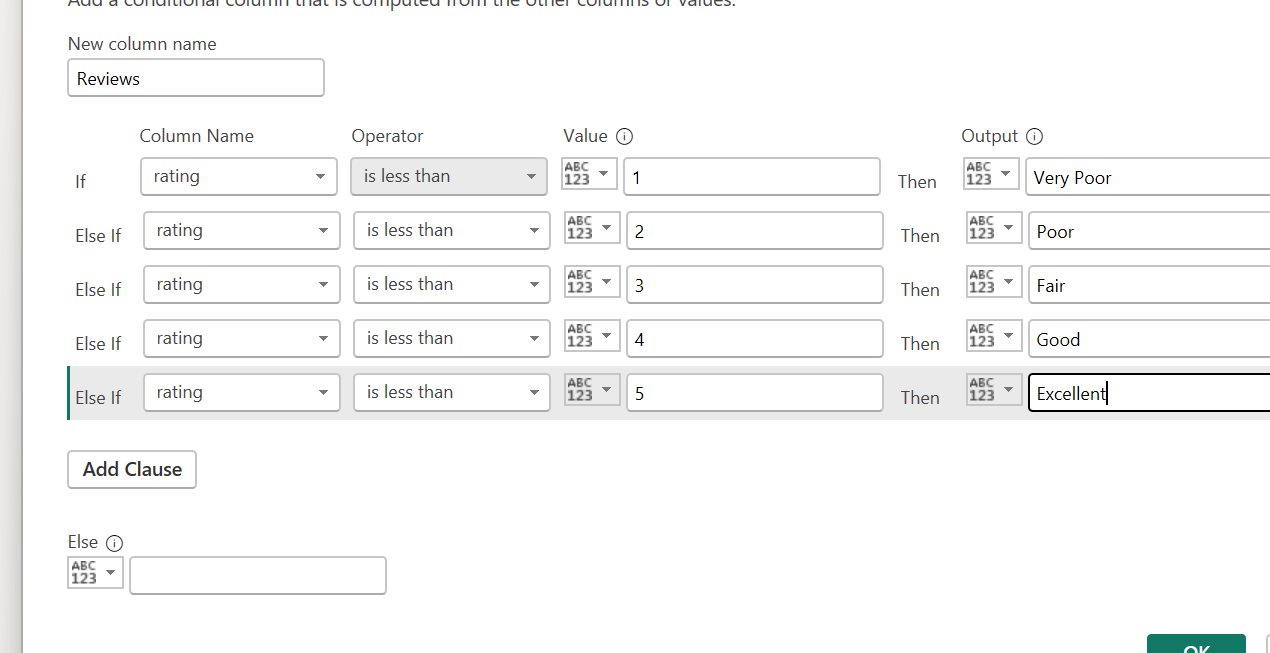 Add a conditional column that is computed from the other columns or values.
New column name
Reviews
Column Name Operator Value Output
If rating is less than ABC 123 1 Then ABC 123 Very Poor
Else If rating is less than ABC 123 2 Then ABC 123 Poor
Else If rating is less than ABC 123 3 Then ABC 123 Fair
Else If rating is less than ABC 123 4 Then ABC 123 Good
Else If rating is less than ABC 123 5 Then ABC 123 Excellent
Add Clause
Else
ABC 123
OK